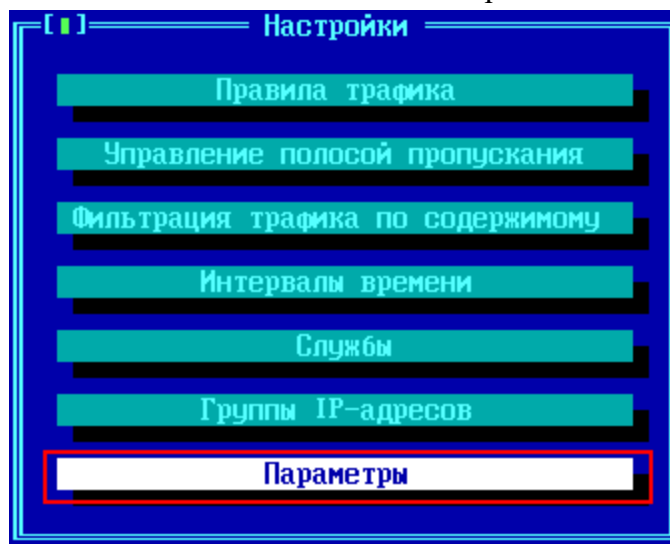 Настройки
Правила трафика
Управление полосой пропускания
Фильтрация трафика по содержимому
Интервалы времени
Службы
Группы IP-адресов
Параметры